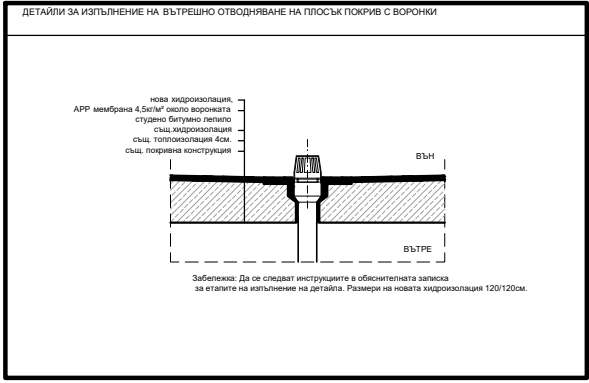 ДЕТАЙЛИ ЗА ИЗПЪЛНЕНИЕ НА ВЪТРЕШНО ОТВОДНЯВАНЕ НА ПЛОСЪК ПОКРИВ С ВОРОНКИ
нова хидроизолация,
АРР мембрана 4,5кг/м² около воронката
студено битумно лепило
същ.хидроизолация
същ. топлоизолация 4см.
същ. покривна конструкция
ВЪН
ВЪТРЕ
Забележка: Да се следват инструкциите в обяснителната записка
за етапите на изпълнение на детайла. Размери на новата хидроизолация 120/120см.